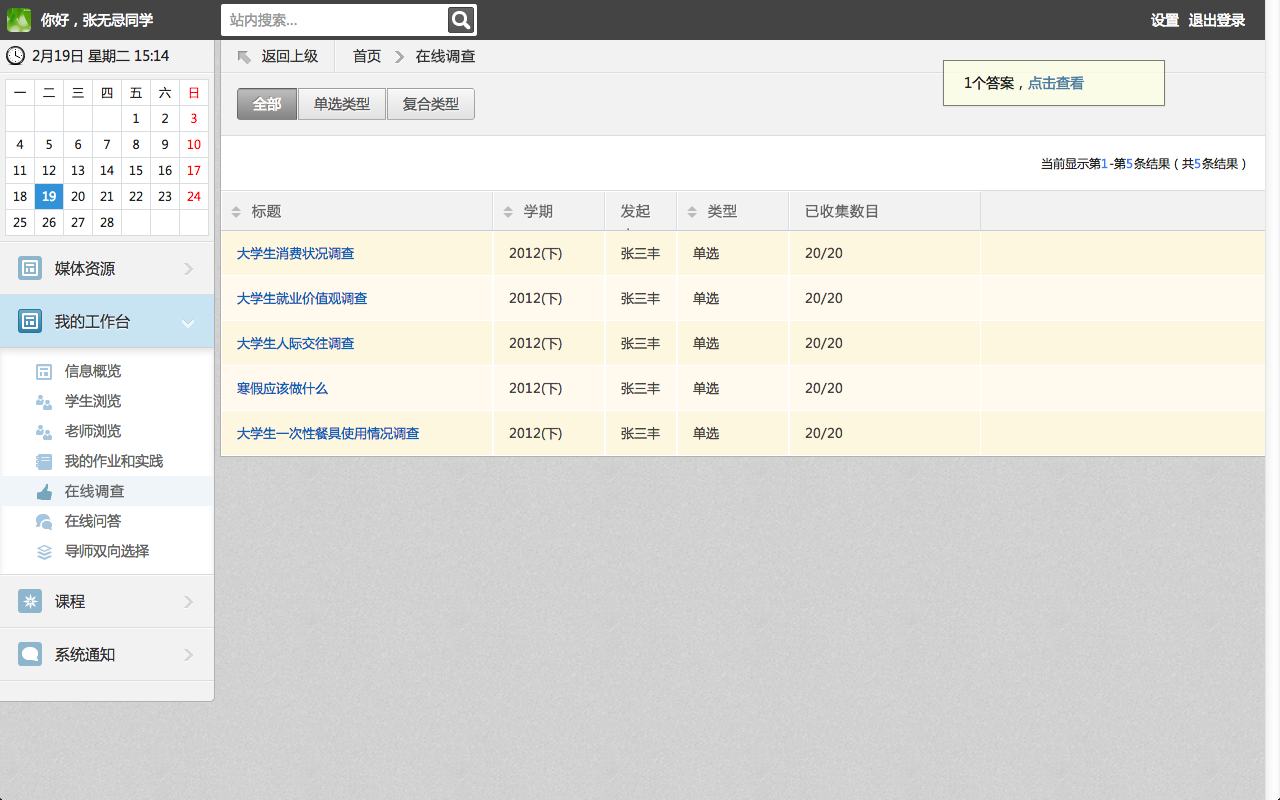 你好，张无忌同学
站内搜索...
设置 退出登录
2月19日 星期二 15:14
返回上级 首页 在线调查
1个答案，点击查看
一 二 三 四 五 六 日
1 2 3
4 5 6 7 8 9 10
11 12 13 14 15 16 17
18 19 20 21 22 23 24
25 26 27 28
媒体资源
我的工作台
信息概览
学生浏览
老师浏览
我的作业和实践
在线调查
在线问答
导师双向选择
课程
系统通知
全部 单选类型 复合类型
当前显示第1-第5条结果（共5条结果）
标题 学期 发起 类型 已收集数目
大学生消费状况调查 2012(下) 张三丰 单选 20/20
大学生就业价值观调查 2012(下) 张三丰 单选 20/20
大学生人际交往调查 2012(下) 张三丰 单选 20/20
寒假应该做什么 2012(下) 张三丰 单选 20/20
大学生一次性餐具使用情况调查 2012(下) 张三丰 单选 20/20